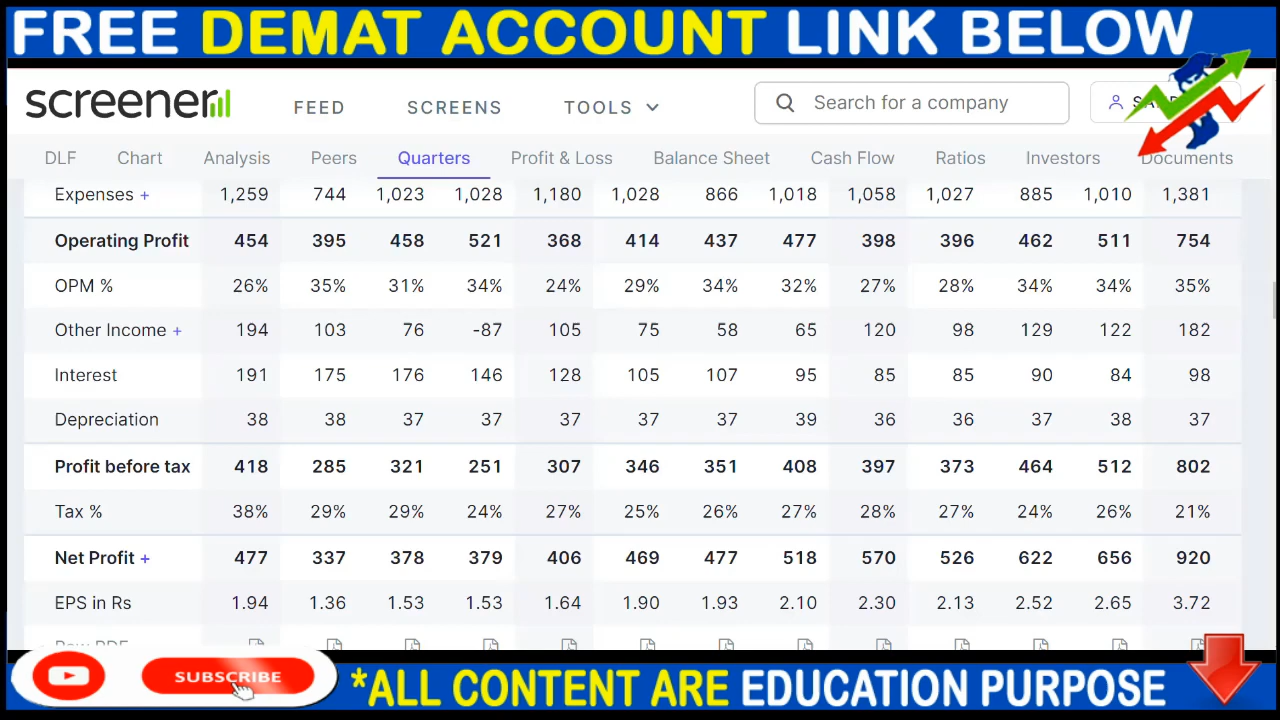 FREE DEMAT ACCOUNT LINK BELOW
screener
FEED SCREENS TOOLS Search for a company
DLF Chart Analysis Peers Quarters Profit & Loss Balance Sheet Cash Flow Ratios Investors Documents
Expenses + 1,259 744 1,023 1,028 1,180 1,028 866 1,018 1,058 1,027 885 1,010 1,381
Operating Profit 454 395 458 521 368 414 437 477 398 396 462 511 754
OPM % 26% 35% 31% 34% 24% 29% 34% 32% 27% 28% 34% 34% 35%
Other Income + 194 103 76 -87 105 75 58 65 120 98 129 122 182
Interest 191 175 176 146 128 105 107 95 85 85 90 84 98
Depreciation 38 38 37 37 37 37 37 39 36 36 37 38 37
Profit before tax 418 285 321 251 307 346 351 408 397 373 464 512 802
Tax % 38% 29% 29% 24% 27% 25% 26% 27% 28% 27% 24% 26% 21%
Net Profit + 477 337 378 379 406 469 477 518 570 526 622 656 920
EPS in Rs 1.94 1.36 1.53 1.53 1.64 1.90 1.93 2.10 2.30 2.13 2.52 2.65 3.72
Raw PDF
SUBSCRIBE
*ALL CONTENT ARE EDUCATION PURPOSE